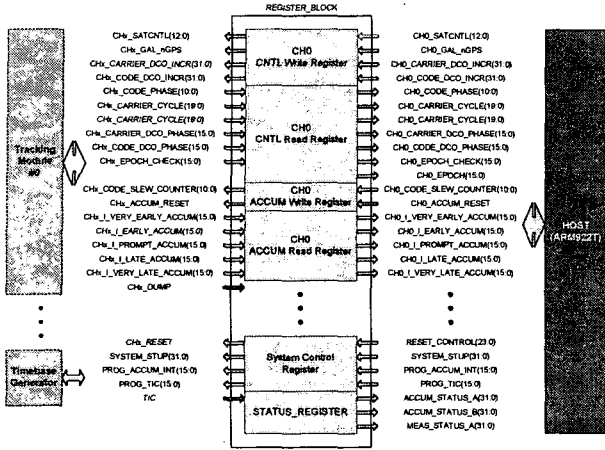 REGISTER_BLOCK
Tracking
Module
#0
Timebase
Generator
CHx_SATCNTL(12:0)
CHx_GAL_nGPS
CHx_CARRIER_DCO_INCR(31:0)
CHx_CODE_DCO_INCR(31:0)
CHx_CODE_PHASE(10:0)
CHx_CARRIER_CYCLE(19:0)
CHx_CARRIER_CYCLE(19:0)
CHx_CARRIER_DCO_PHASE(15:0)
CHx_CODE_DCO_PHASE(15:0)
CHx_EPOCH_CHECK(15:0)
CHx_CODE_SLEW_COUNTER(10:0)
CHx_ACCUM_RESET
CHx_I_VERY_EARLY_ACCUM(15:0)
CHx_I_EARLY_ACCUM(15:0)
CHx_I_PROMPT_ACCUM(15:0)
CHx_I_LATE_ACCUM(15:0)
CHx_I_VERY_LATE_ACCUM(15:0)
CHx_DUMP
CHx_RESET
SYSTEM_STUP(31:0)
PROG_ACCUM_INT(15:0)
PROG_TIC(15:0)
TIC
CH0
CNTL Write Register
CH0
CNTL Read Register
CH0
ACCUM Write Register
CH0
ACCUM Read Register
System Control
Register
STATUS_REGISTER
CH0_SATCNTL(12:0)
CH0_GAL_nGPS
CH0_CARRIER_DCO_INCR(31:0)
CH0_CODE_DCO_INCR(31:0)
CH0_CODE_PHASE(10:0)
CH0_CARRIER_CYCLE(19:0)
CH0_CARRIER_CYCLE(19:0)
CH0_CARRIER_DCO_PHASE(15:0)
CH0_CODE_DCO_PHASE(15:0)
CH0_EPOCH_CHECK(15:0)
CH0_EPOCH(15:0)
CH0_CODE_SLEW_COUNTER(10:0)
CH0_ACCUM_RESET
CH0_I_VERY_EARLY_ACCUM(15:0)
CH0_I_EARLY_ACCUM(15:0)
CH0_I_PROMPT_ACCUM(15:0)
CH0_I_LATE_ACCUM(15:0)
CH0_I_VERY_LATE_ACCUM(15:0)
RESET_CONTROL(23:0)
SYSTEM_STUP(31:0)
PROG_ACCUM_INT(15:0)
PROG_TIC(15:0)
ACCUM_STATUS_A(31:0)
ACCUM_STATUS_B(31:0)
MEAS_STATUS_A(31:0)
HOST
(ARM922T)